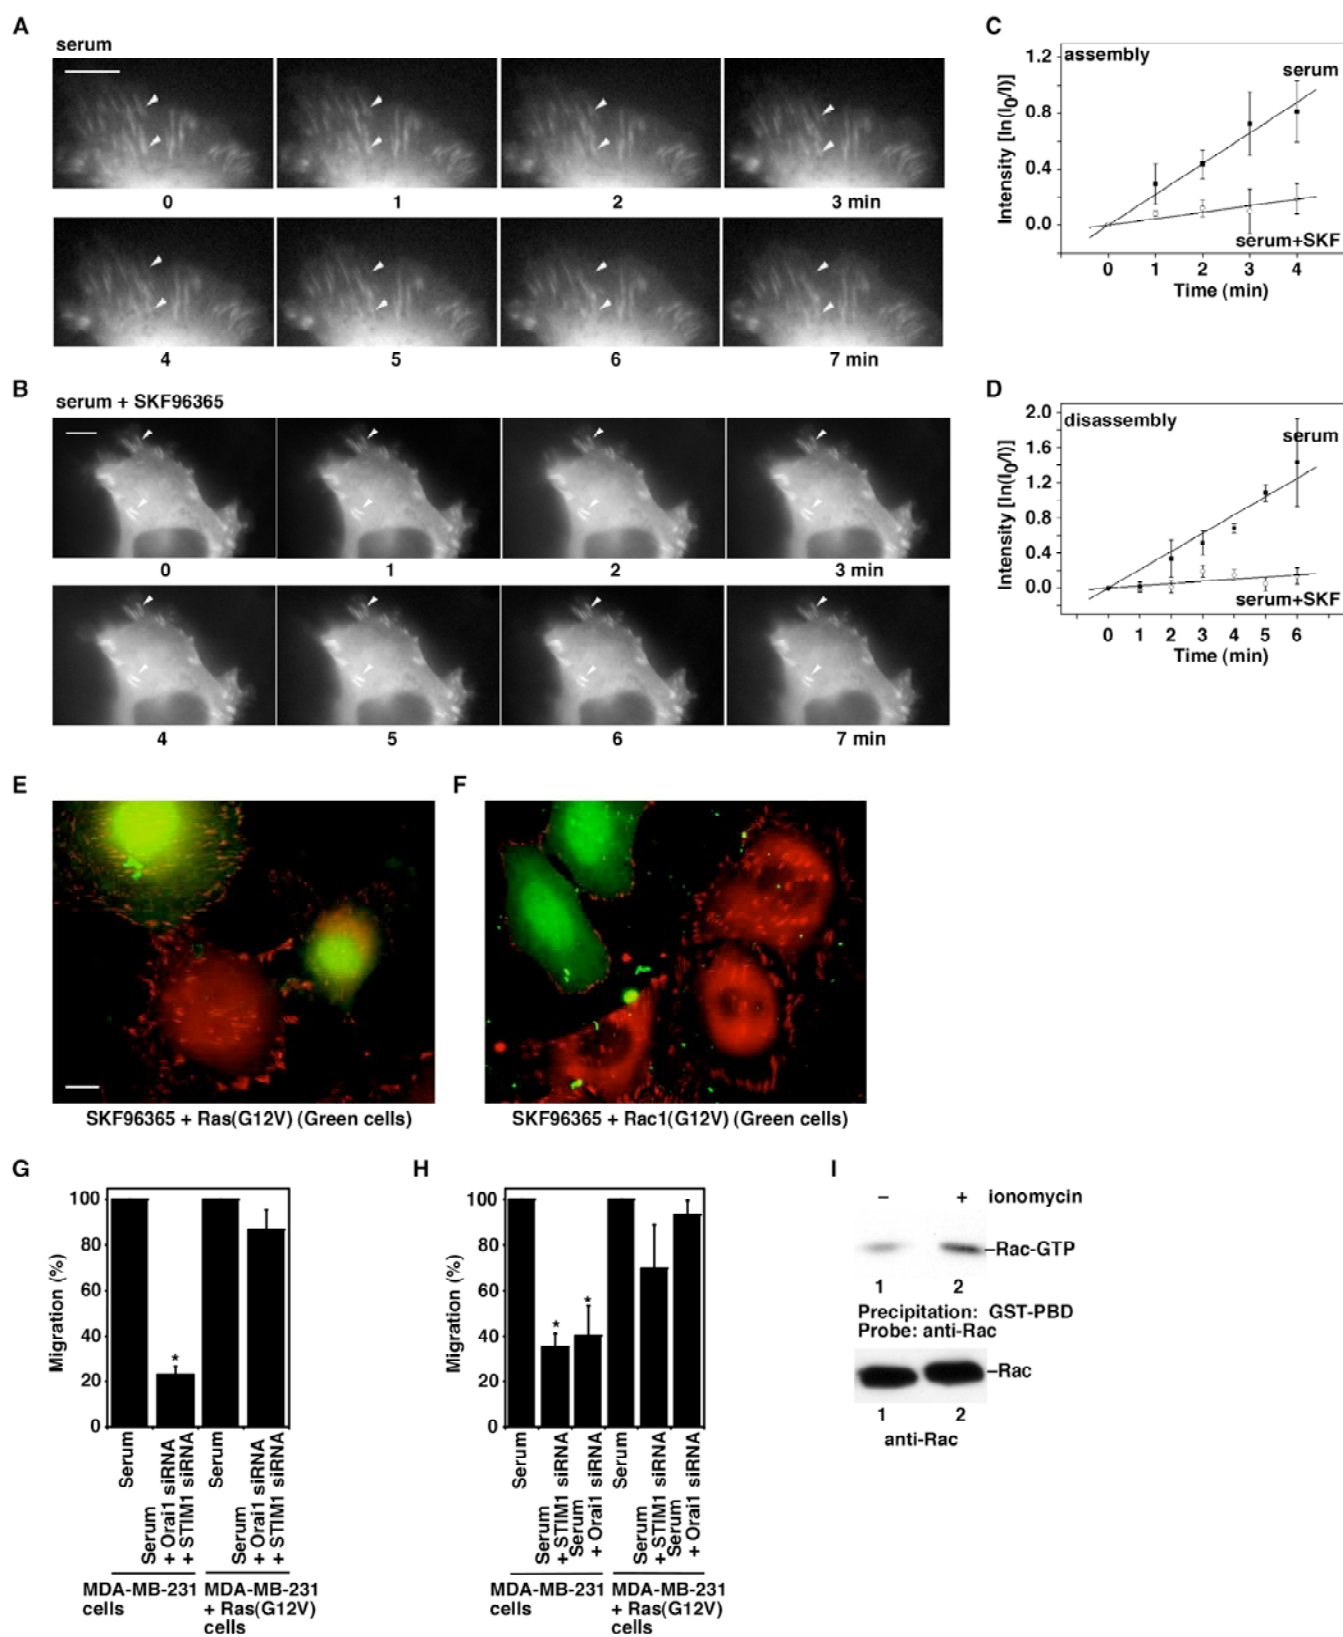 A
serum
0
1
2
3 min
4
5
6
7 min
B
serum + SKF96365
0
1
2
3 min
4
5
6
7 min
C
assembly
serum
serum+SKF
Intensity [ln(I0/I)]
1.2
0.8
0.4
0.0
0 1 2 3 4
Time (min)
D
disassembly
serum
serum+SKF
Intensity [ln(I0/I)]
2.0
1.6
1.2
0.8
0.4
0.0
0 1 2 3 4 5 6
Time (min)
E
SKF96365 + Ras(G12V) (Green cells)
F
SKF96365 + Rac1(G12V) (Green cells)
G
Migration (%)
100
80
60
40
20
0
*
Serum
Serum
+ Orai1 siRNA
+ STIM1 siRNA
Serum
Serum
+ Orai1 siRNA
+ STIM1 siRNA
MDA-MB-231
cells
MDA-MB-231
+ Ras(G12V)
cells
H
Migration (%)
100
80
60
40
20
0
*
*
Serum
Serum
+ STIM1 siRNA
Serum
+ Orai1 siRNA
Serum
Serum
+ STIM1 siRNA
Serum
+ Orai1 siRNA
MDA-MB-231
cells
MDA-MB-231
+ Ras(G12V)
cells
I
– + ionomycin
–Rac-GTP
1 2
Precipitation: GST-PBD
Probe: anti-Rac
–Rac
1 2
anti-Rac